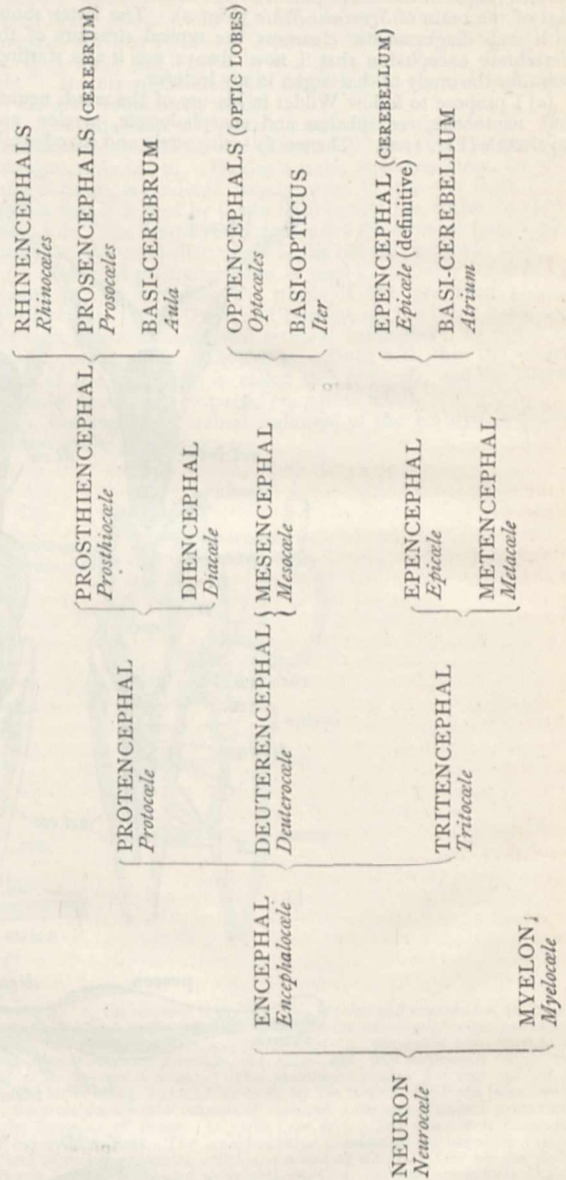 NEURON
Neurocœle
ENCEPHAL
Encephalocœle
MYELON
Myelocœle
PROTENCEPHAL
Protocœle
DEUTERENCEPHAL
Deuterocœle
TRITENCEPHAL
Tritocœle
PROSTHIENCEPHAL
Prosthiocœle
DIENCEPHAL
Diacœle
MESENCEPHAL
Mesocœle
EPENCEPHAL
Epicœle
METENCEPHAL
Metacœle
RHINENCEPHALS
Rhinocœles
PROSENCEPHALS (CEREBRUM)
Prosocœles
BASI-CEREBRUM
Aula
OPTENCEPHALS (OPTIC LOBES)
Optocœles
BASI-OPTICUS
Iter
EPENCEPHAL (CEREBELLUM)
Epicœle (definitive)
BASI-CEREBELLUM
Atrium